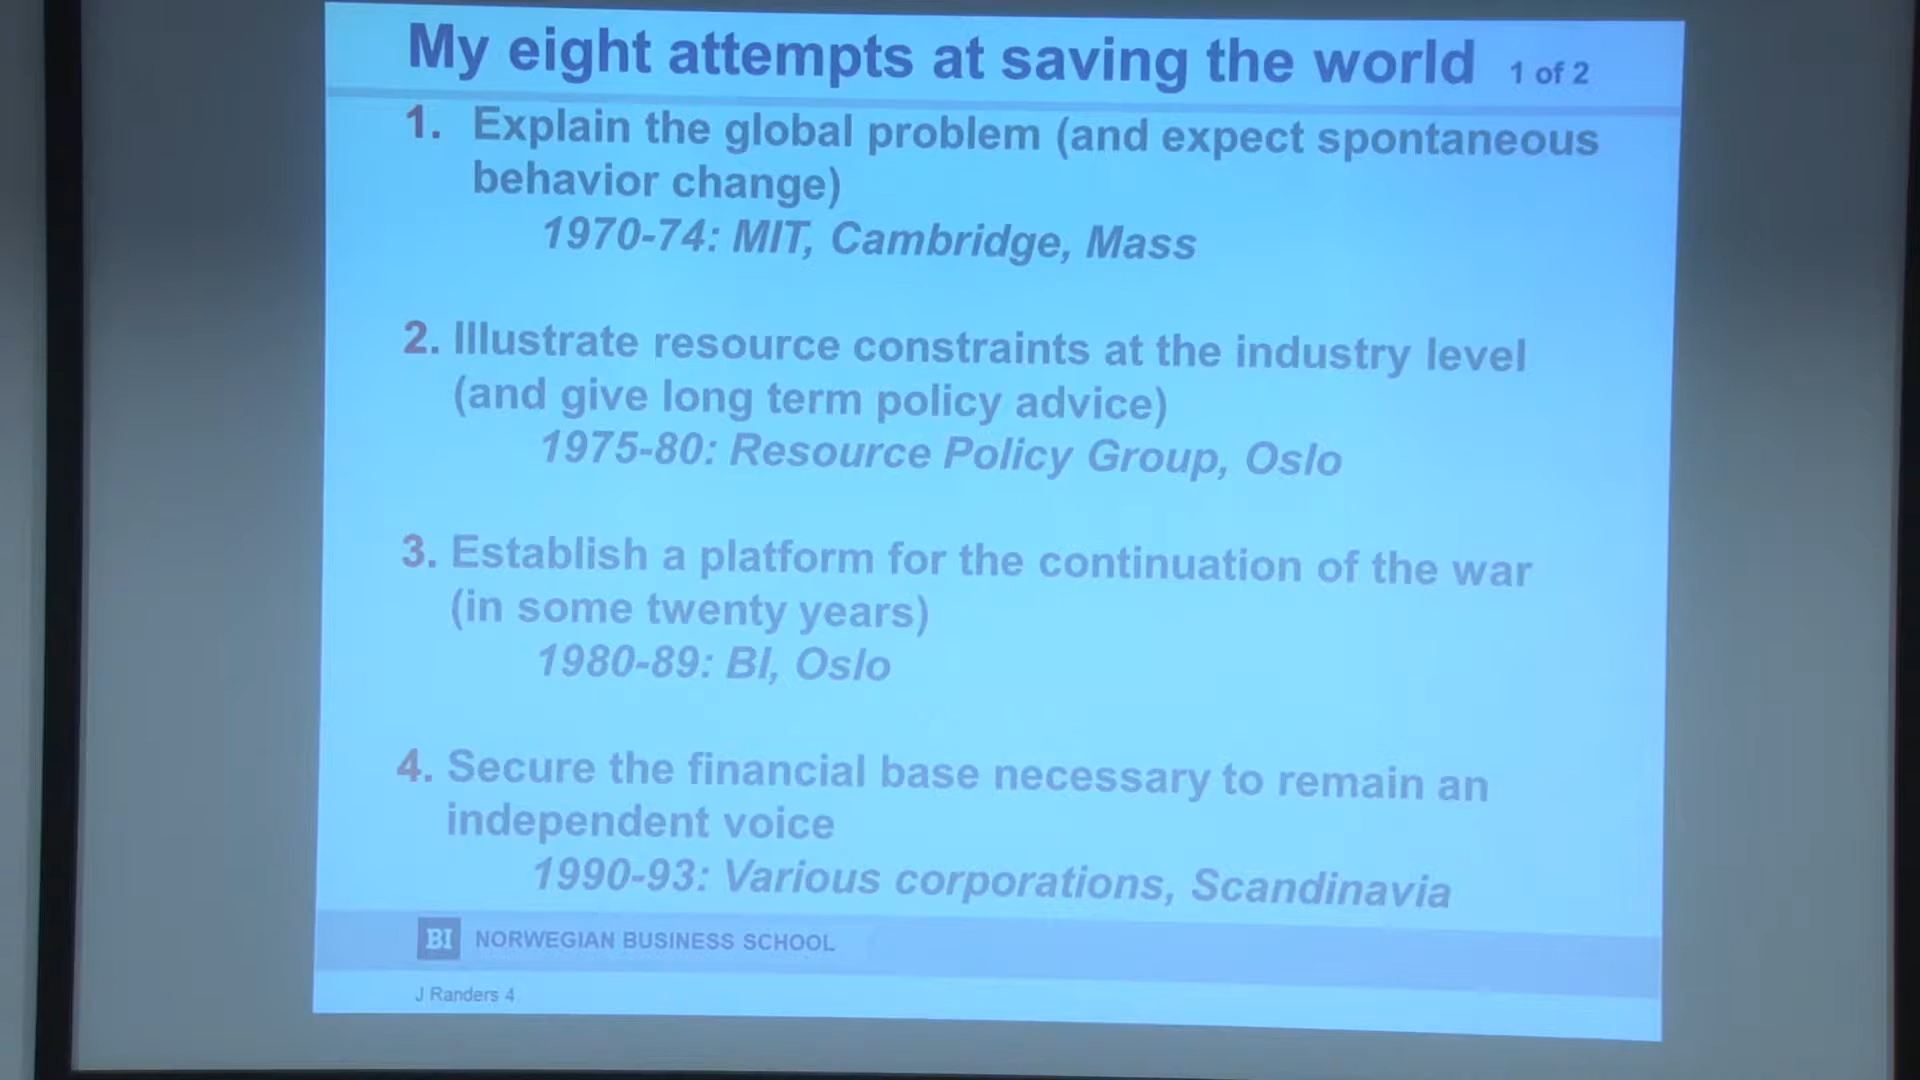 My eight attempts at saving the world 1 of 2
1. Explain the global problem (and expect spontaneous
behavior change)
1970-74: MIT, Cambridge, Mass
2. Illustrate resource constraints at the industry level
(and give long term policy advice)
1975-80: Resource Policy Group, Oslo
3. Establish a platform for the continuation of the war
(in some twenty years)
1980-89: BI, Oslo
4. Secure the financial base necessary to remain an
independent voice
1990-93: Various corporations, Scandinavia
BI NORWEGIAN BUSINESS SCHOOL
J Randers 4